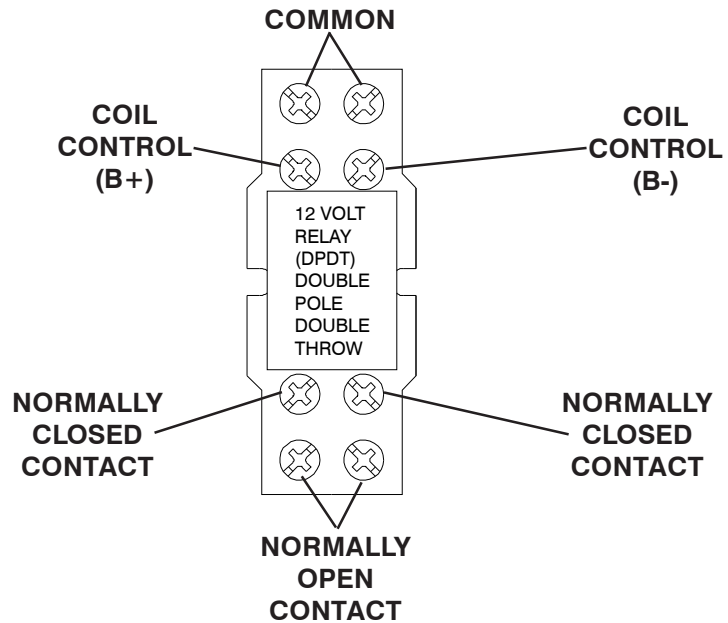 COMMON
COIL
CONTROL
(B+)
COIL
CONTROL
(B-)
12 VOLT
RELAY
(DPDT)
DOUBLE
POLE
DOUBLE
THROW
NORMALLY
CLOSED
CONTACT
NORMALLY
CLOSED
CONTACT
NORMALLY
OPEN
CONTACT